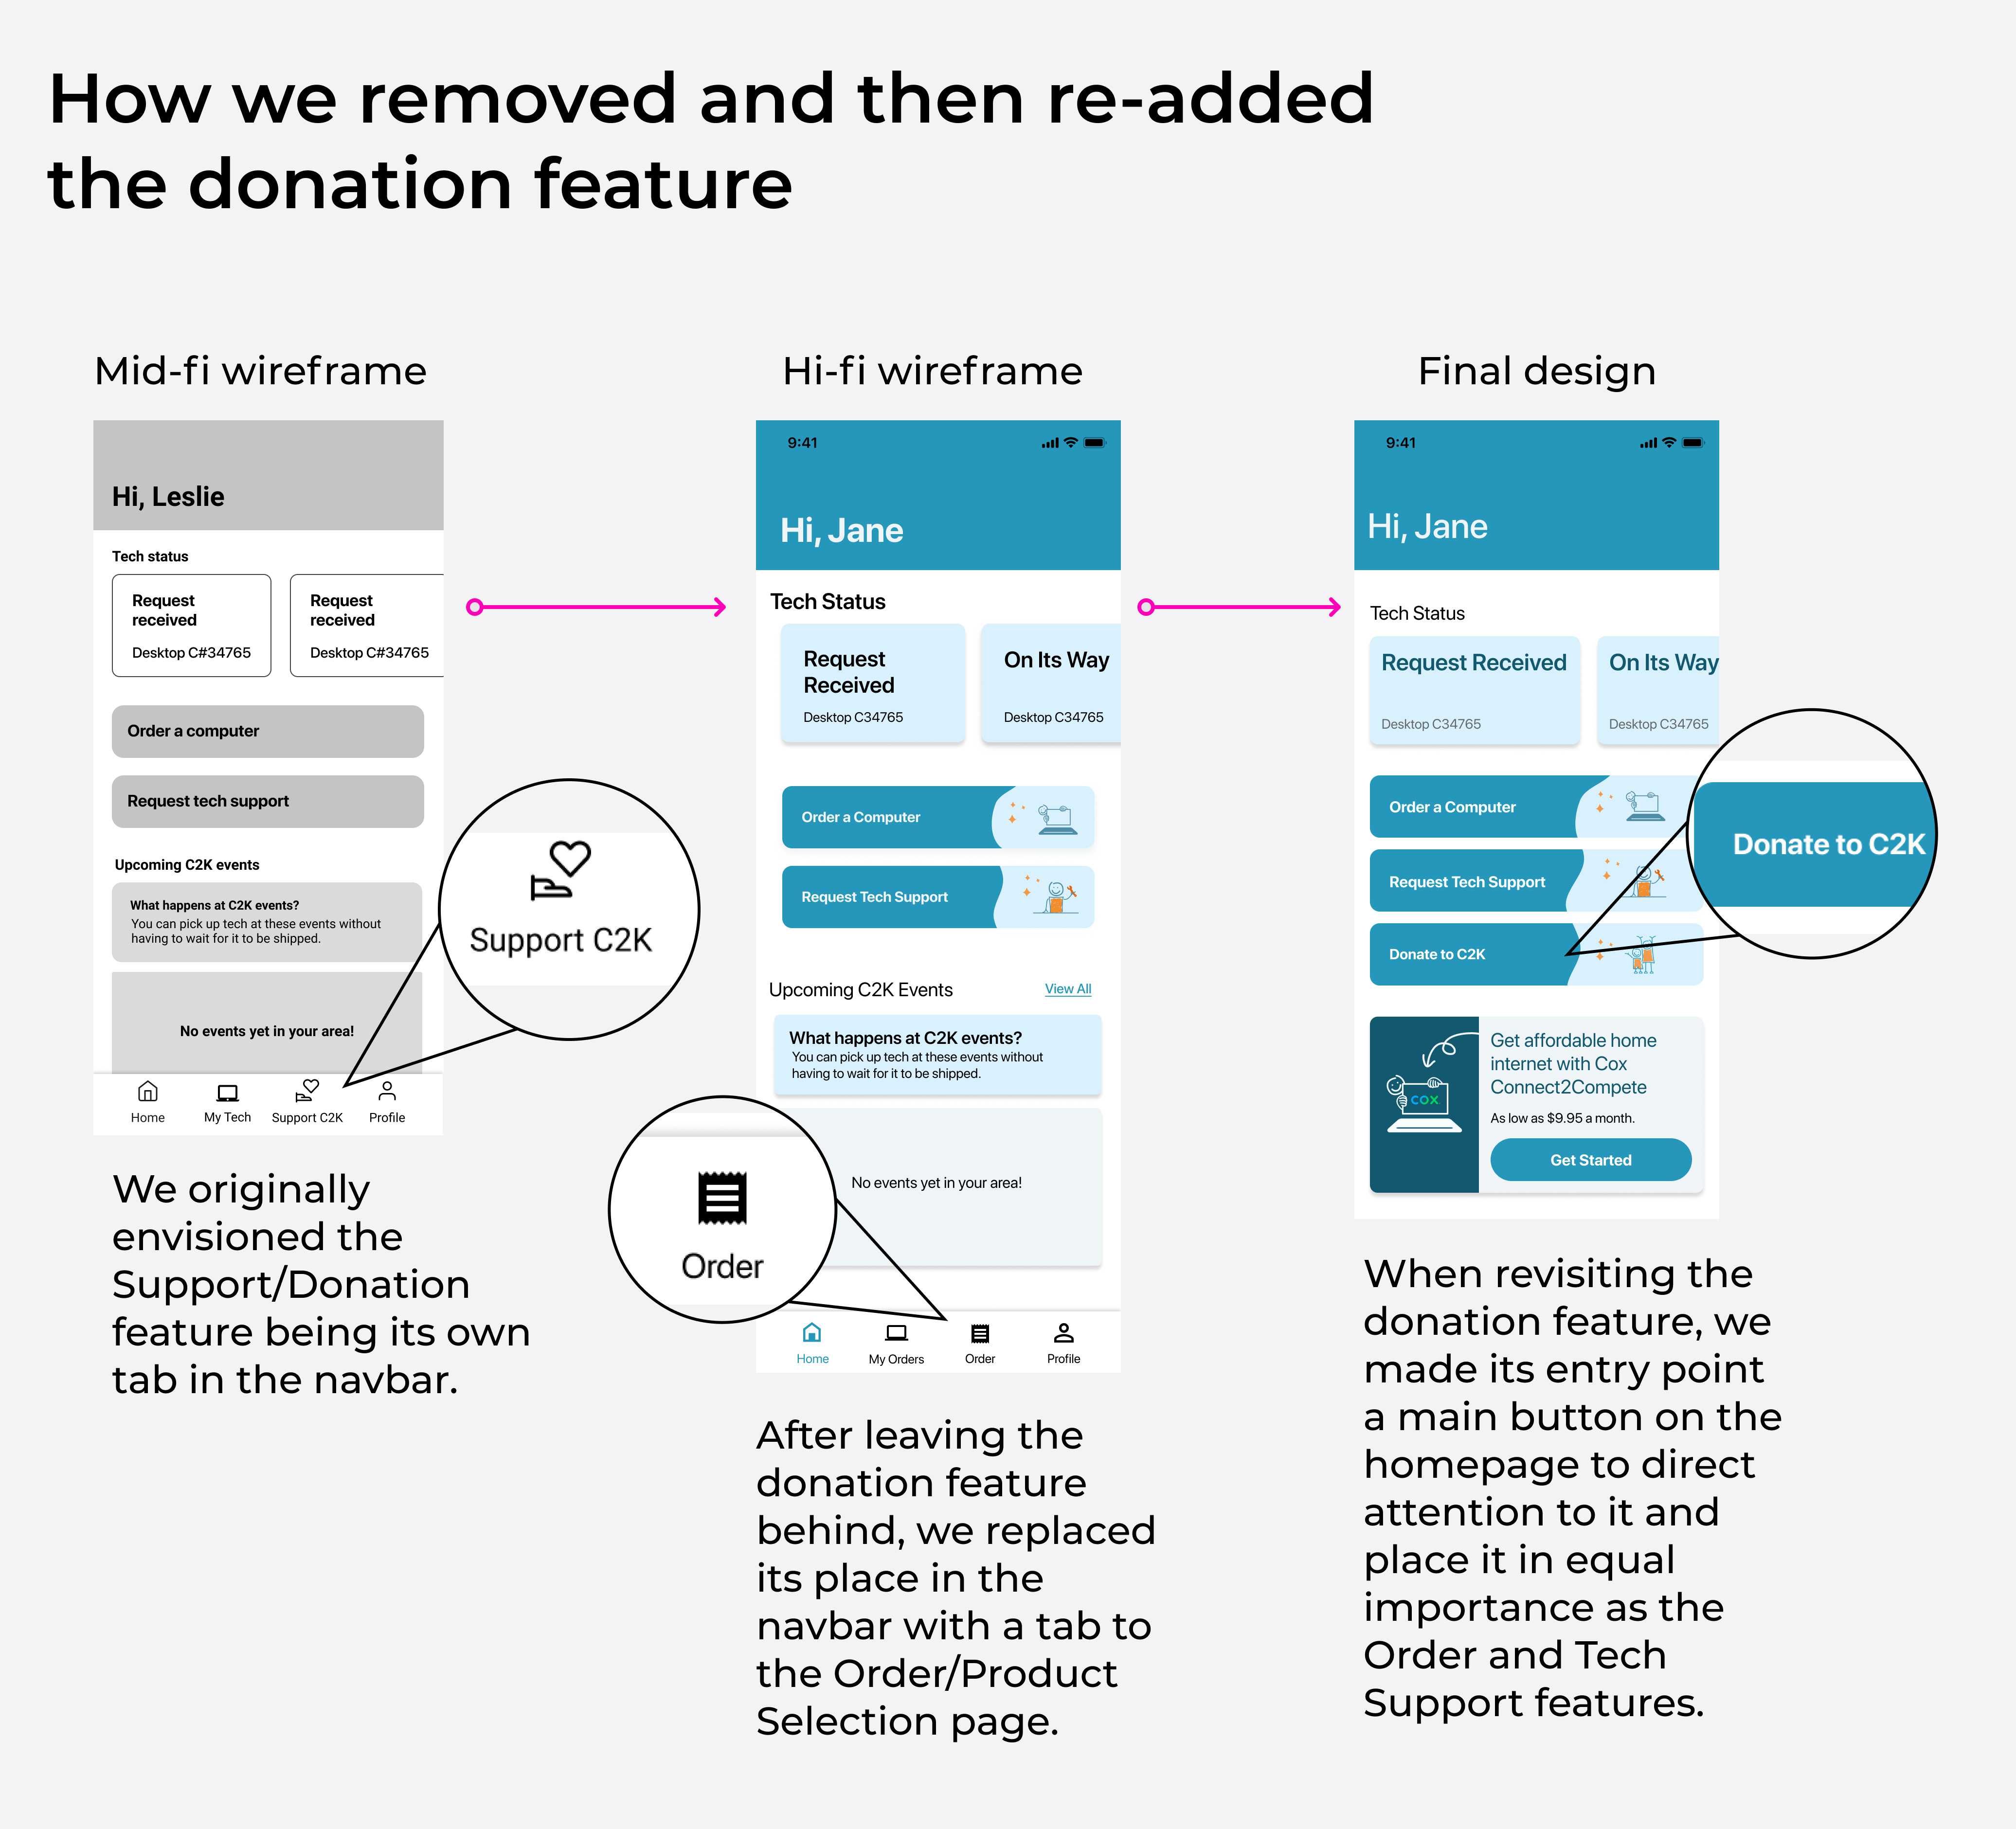 How we removed and then re-added
the donation feature
Mid-fi wireframe
Hi, Leslie
Tech status
Request
received
Desktop C#34765
Request
received
Desktop C#34765
Order a computer
Request tech support
Upcoming C2K events
What happens at C2K events?
You can pick up tech at these events without
having to wait for it to be shipped.
No events yet in your area!
Home
My Tech
Support C2K
Profile
Support C2K
We originally
envisioned the
Support/Donation
feature being its own
tab in the navbar.
Hi-fi wireframe
9:41
Hi, Jane
Tech Status
Request
Received
Desktop C34765
On Its Way
Desktop C34765
Order a Computer
Request Tech Support
Upcoming C2K Events
View All
What happens at C2K events?
You can pick up tech at these events without
having to wait for it to be shipped.
No events yet in your area!
Home
My Orders
Order
Profile
Order
After leaving the
donation feature
behind, we replaced
its place in the
navbar with a tab to
the Order/Product
Selection page.
Final design
9:41
Hi, Jane
Tech Status
Request Received
Desktop C34765
On Its Way
Desktop C34765
Order a Computer
Request Tech Support
Donate to C2K
Donate to C2K
COX
Get affordable home
internet with Cox
Connect2Compete
As low as $9.95 a month.
Get Started
When revisiting the
donation feature, we
made its entry point
a main button on the
homepage to direct
attention to it and
place it in equal
importance as the
Order and Tech
Support features.